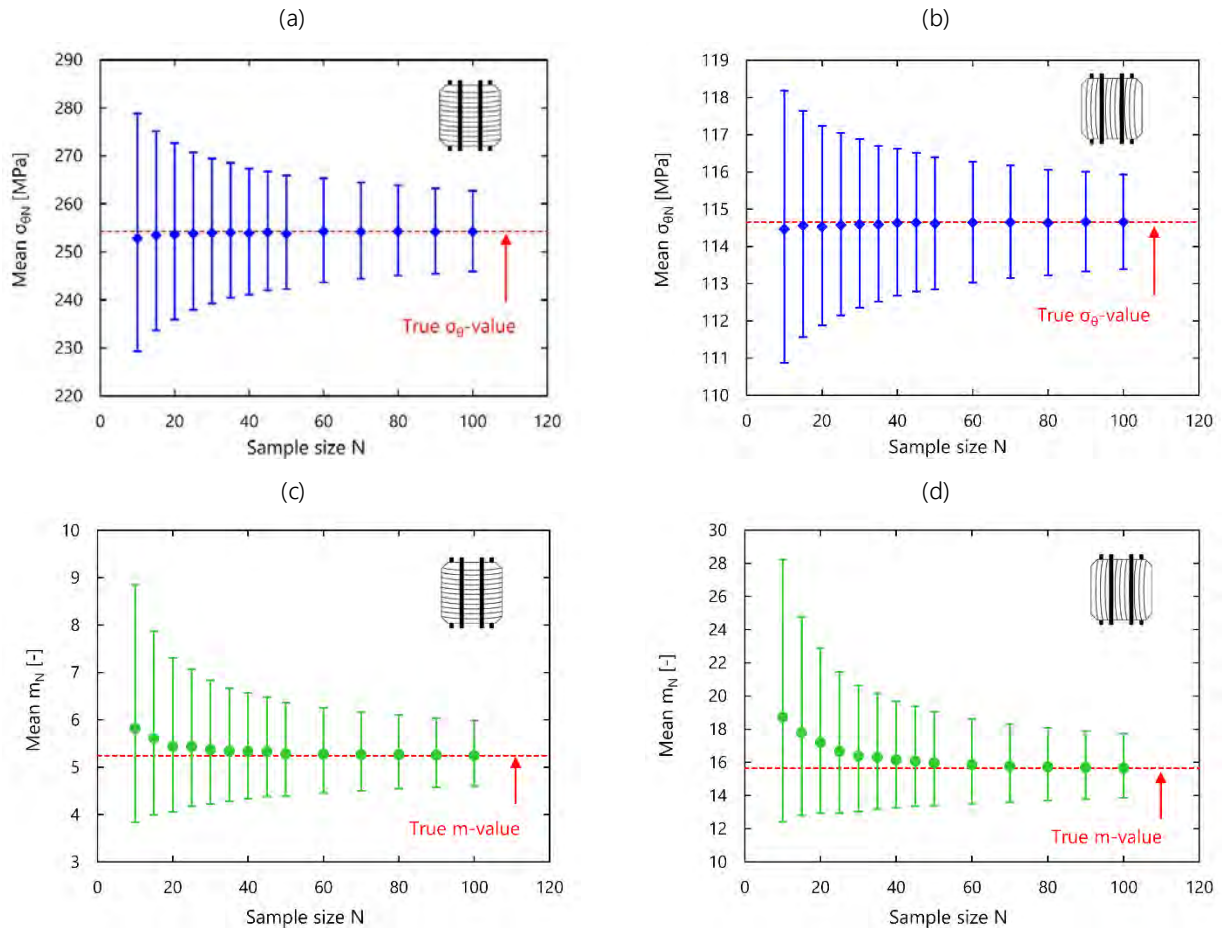 (a)
290
280
270
260
250
240
230
220
0 20 40 60 80 100 120
Mean σθN [MPa]
Sample size N
True σθ-value
(b)
119
118
117
116
115
114
113
112
111
110
0 20 40 60 80 100 120
Mean σθN [MPa]
Sample size N
True σθ-value
(c)
10
9
8
7
6
5
4
3
0 20 40 60 80 100 120
Mean mN [-]
Sample size N
True m-value
(d)
30
28
26
24
22
20
18
16
14
12
10
0 20 40 60 80 100 120
Mean mN [-]
Sample size N
True m-value